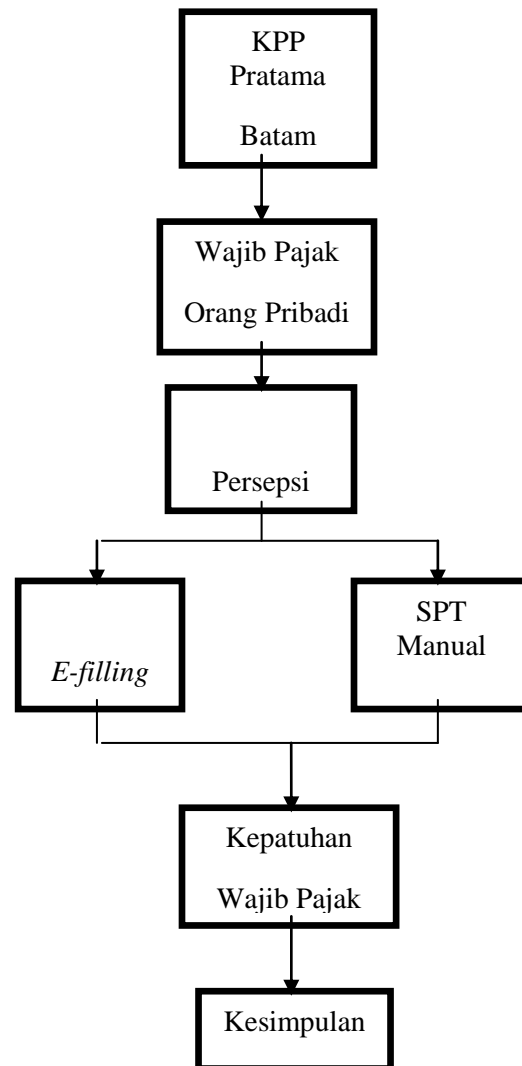 KPP
Pratama
Batam
Wajib Pajak
Orang Pribadi
Persepsi
E-filling
SPT
Manual
Kepatuhan
Wajib Pajak
Kesimpulan